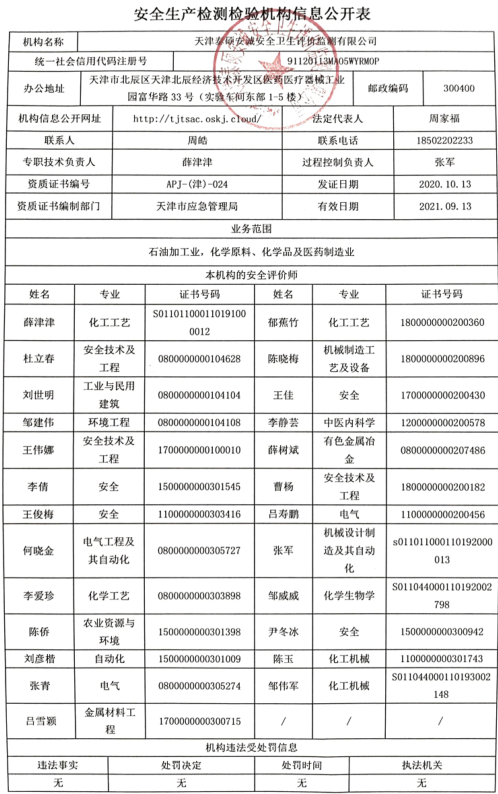 安全生产检测检验机构信息公开表
机构名称 天津泰硕安诚安全卫生评价监测有限公司
统一社会信用代码注册号 91120113MA05WYRM0P
办公地址 天津市北辰区天津北辰经济技术开发区医药医疗器械工业
园富华路 33 号（实验车间东部 1-5 楼） 邮政编码 300400
机构信息公开网址 http://tjtsac.oskj.cloud/ 法定代表人 周家福
联系人 周皓 联系电话 18502202233
专职技术负责人 薛津津 过程控制负责人 张军
资质证书编号 APJ-(津)-024 发证日期 2020.10.13
资质证书编制部门 天津市应急管理局 有效日期 2021.09.13
业务范围
石油加工业，化学原料、化学品及医药制造业
本机构的安全评价师
姓名 专业 证书号码 姓名 专业 证书号码
薛津津 化工工艺 S01101100011019100
0012 郁蕉竹 化工工艺 1800000000200360
杜立春 安全技术及
工程 0800000000104628 陈晓梅 机械制造工
艺及设备 1800000000200896
刘世明 工业与民用
建筑 0800000000104104 王佳 安全 1700000000200430
邹建伟 环境工程 0800000000104108 李静芸 中医内科学 1200000000200578
王伟娜 安全技术及
工程 1700000000100010 薛树斌 有色金属冶
金 0800000000207486
李倩 安全 1500000000301545 曹杨 安全技术及
工程 1800000000200182
王俊梅 安全 1100000000303416 吕寿鹏 电气 1100000000200456
何晓金 电气工程及
其自动化 0800000000305727 张军 机械设计制
造及其自动
化 s011011000110192000
013
李爱珍 化学工艺 0800000000303898 邹威威 化学生物学 S011044000110192002
798
陈侨 农业资源与
环境 1500000000301398 尹冬冰 安全 1500000000300942
刘彦楷 自动化 1500000000301009 陈玉 化工机械 1100000000301743
张青 电气 0800000000305274 邹伟军 化工机械 S011044000110193002
148
吕雪颖 金属材料工
程 1700000000300715 / / /
机构违法受处罚信息
违法事实 处罚决定 处罚时间 执法机关
无 无 无 无